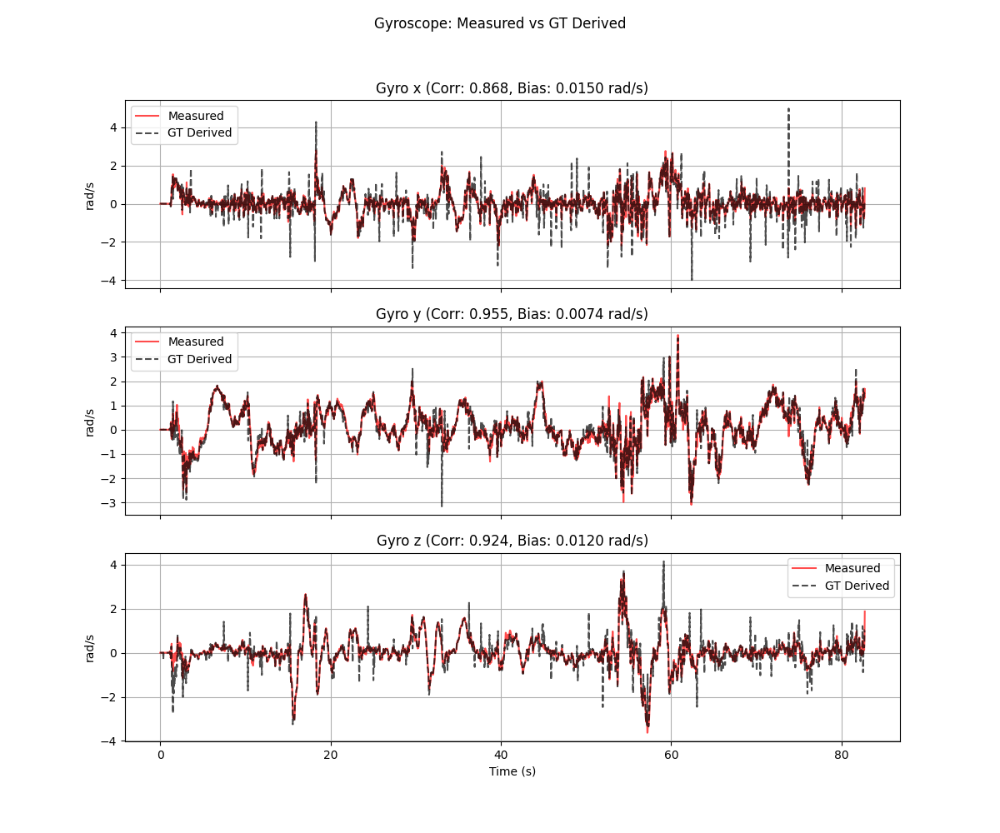 Gyroscope: Measured vs GT Derived
Gyro x (Corr: 0.868, Bias: 0.0150 rad/s)
Measured
GT Derived
rad/s
4
2
0
−2
−4
Gyro y (Corr: 0.955, Bias: 0.0074 rad/s)
Measured
GT Derived
rad/s
4
3
2
1
0
−1
−2
−3
Gyro z (Corr: 0.924, Bias: 0.0120 rad/s)
Measured
GT Derived
rad/s
4
2
0
−2
−4
0 20 40 60 80
Time (s)